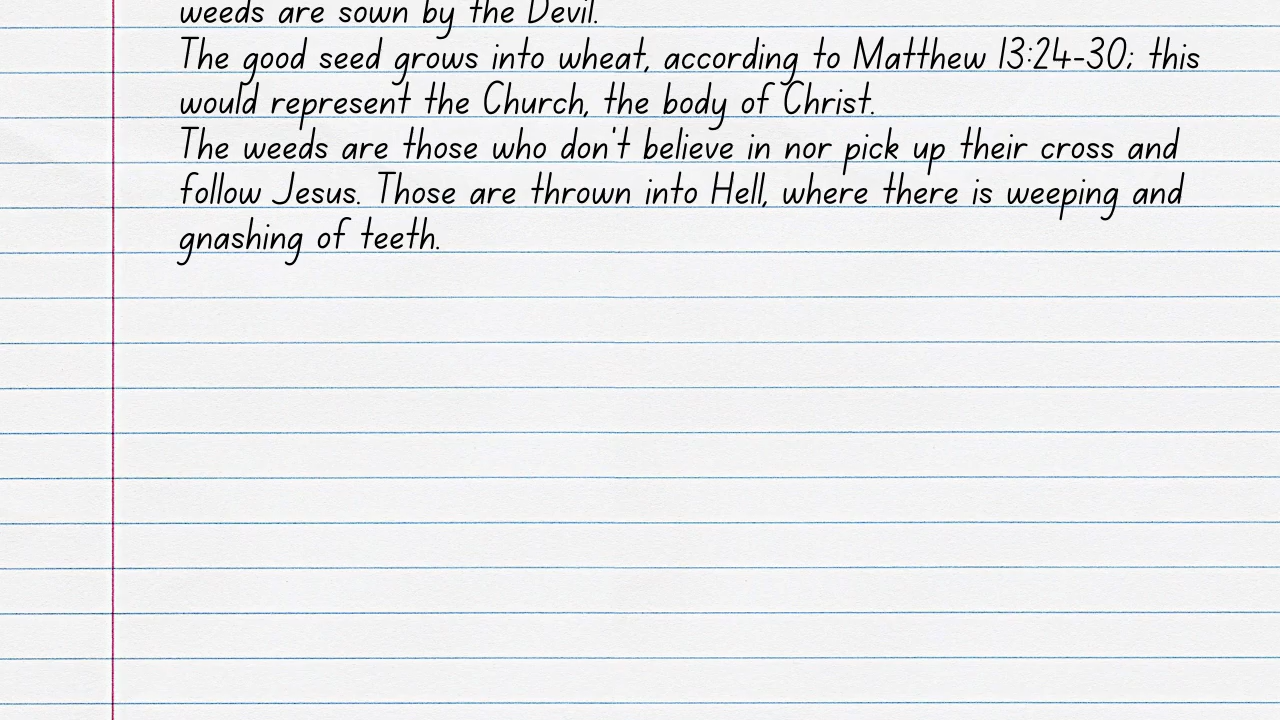 weeds are sown by the Devil.
The good seed grows into wheat, according to Matthew 13:24-30; this
would represent the Church, the body of Christ.
The weeds are those who don't believe in nor pick up their cross and
follow Jesus. Those are thrown into Hell, where there is weeping and
gnashing of teeth.